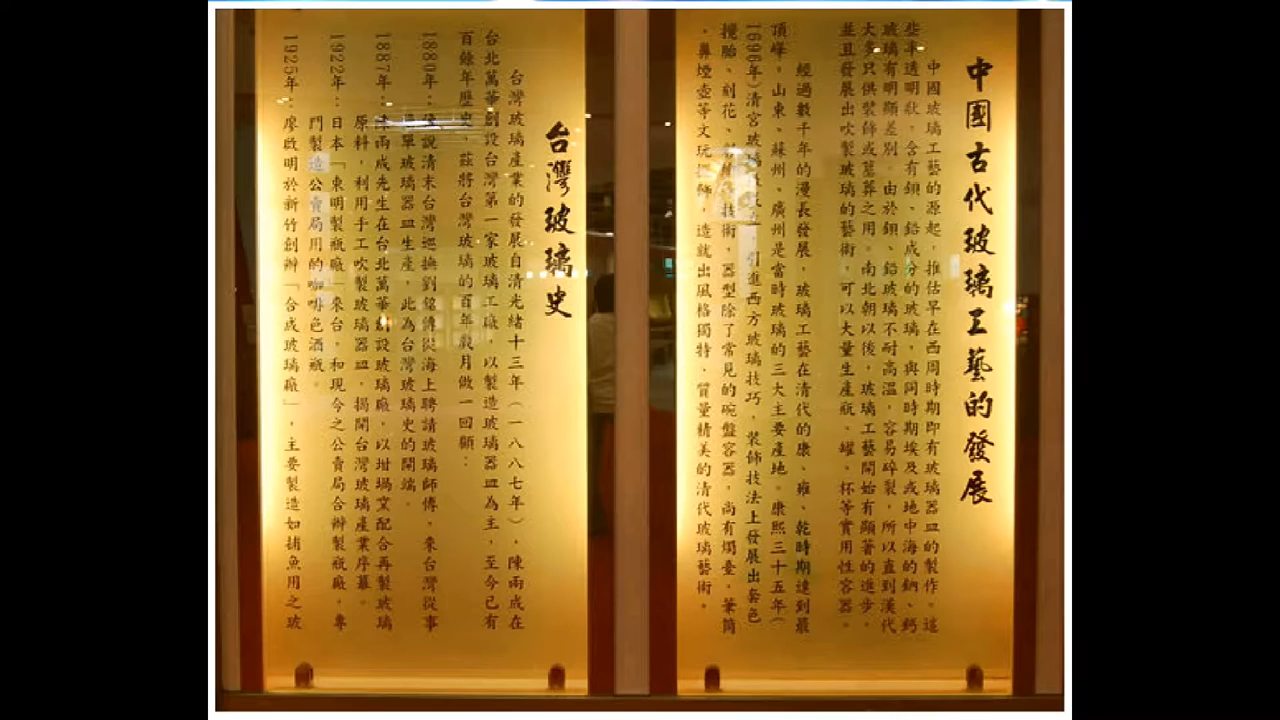 中國古代玻璃工藝的發展
中國玻璃工藝的源起，推估早在西周時期即有玻璃器皿的製作。這
些半透明狀，含有鋇、鉛成分的玻璃，與同時期埃及或地中海的鈉、鈣
玻璃有明顯差別。由於鋇、鉛玻璃不耐高溫，容易碎裂，所以直到漢代
大多只供裝飾或墓葬之用。南北朝以後，玻璃工藝開始有顯著的進步，
並且發展出吹製玻璃的藝術，可以大量生產瓶、罐、杯等實用性容器。
經過數千年的漫長發展，玻璃工藝在清代的康、雍、乾時期達到最
頂峰，山東、蘇州、廣州是當時玻璃的三大主要產地。康熙三十五年(
1696年)清宮玻璃 引進西方玻璃技巧，裝飾技法上發展出套色
攪胎、刻花、 技術，器型除了常見的碗盤容器，尚有燭臺、筆筒
、鼻煙壺等文玩 飾，造就出風格獨特，質量精美的清代玻璃藝術。
台灣玻璃史
台灣玻璃產業的發展自清光緒十三年(一八八七年)，陳雨成在
台北萬華創設台灣第一家玻璃工廠，以製造玻璃器皿為主，至今已有
百餘年歷史，茲將台灣玻璃的百年歲月做一回顧：
1880年：傳說清末台灣巡撫劉銘傳從海上聘請玻璃師傅，來台灣從事
簡單玻璃器皿生產，此為台灣玻璃史的開端。
1887年：陳雨成先生在台北萬華創設玻璃廠，以坩堝窯配合再製玻璃
原料，利用手工吹製玻璃器皿，揭開台灣玻璃產業序幕。
1922年：日本「東明製瓶廠」來台，和現今之公賣局合辦製瓶廠，專
門製造公賣局用的咖啡色酒瓶。
1925年：廖啟明於新竹創辦「合成玻璃廠」，主要製造如捕魚用之玻